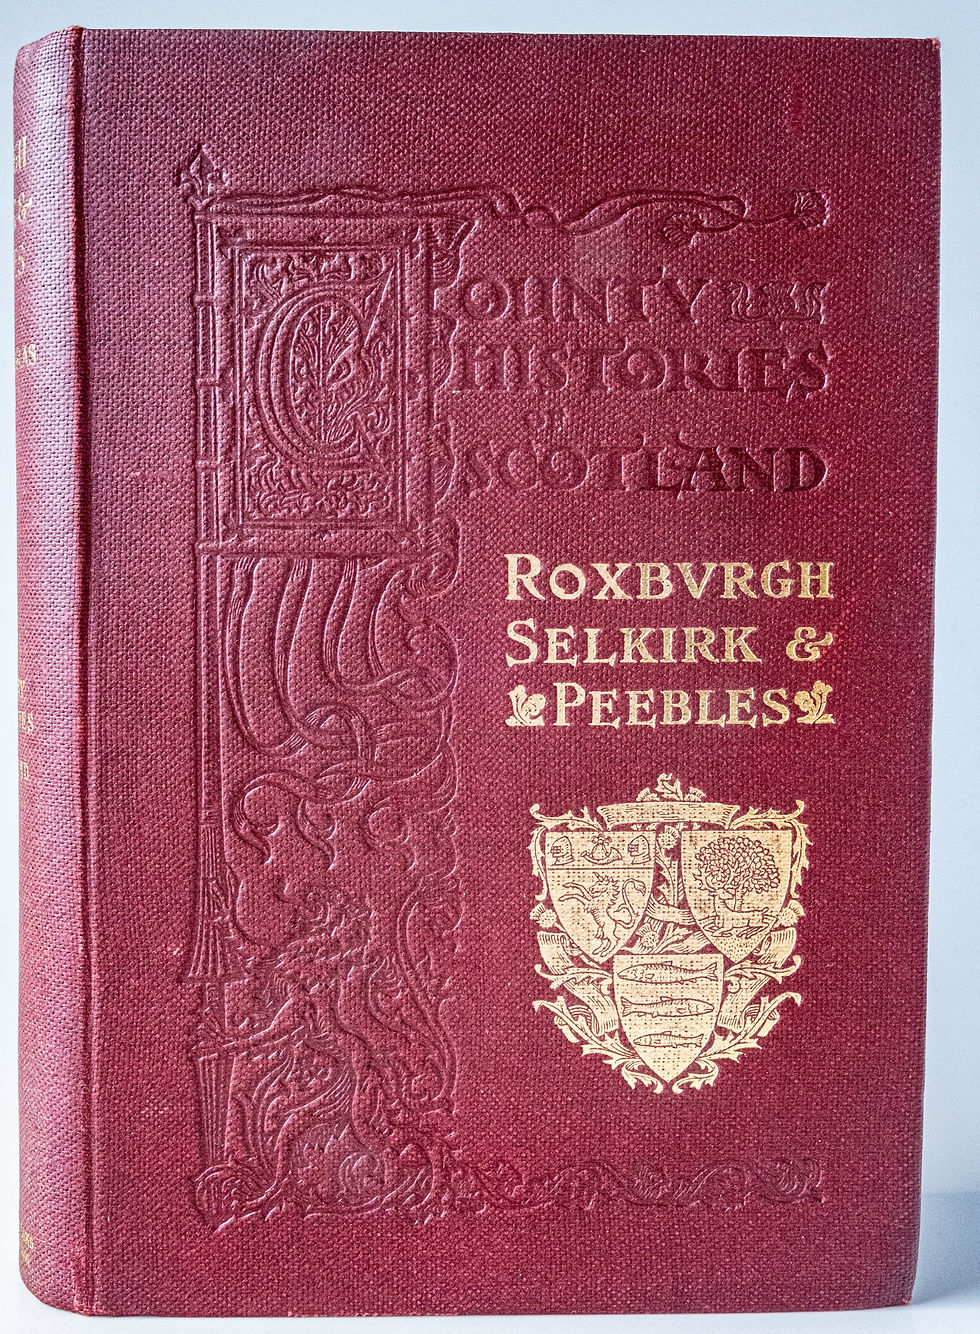 COUNTY
HISTORIES
OF
SCOTLAND
ROXBVRGH
SELKIRK &
PEEBLES